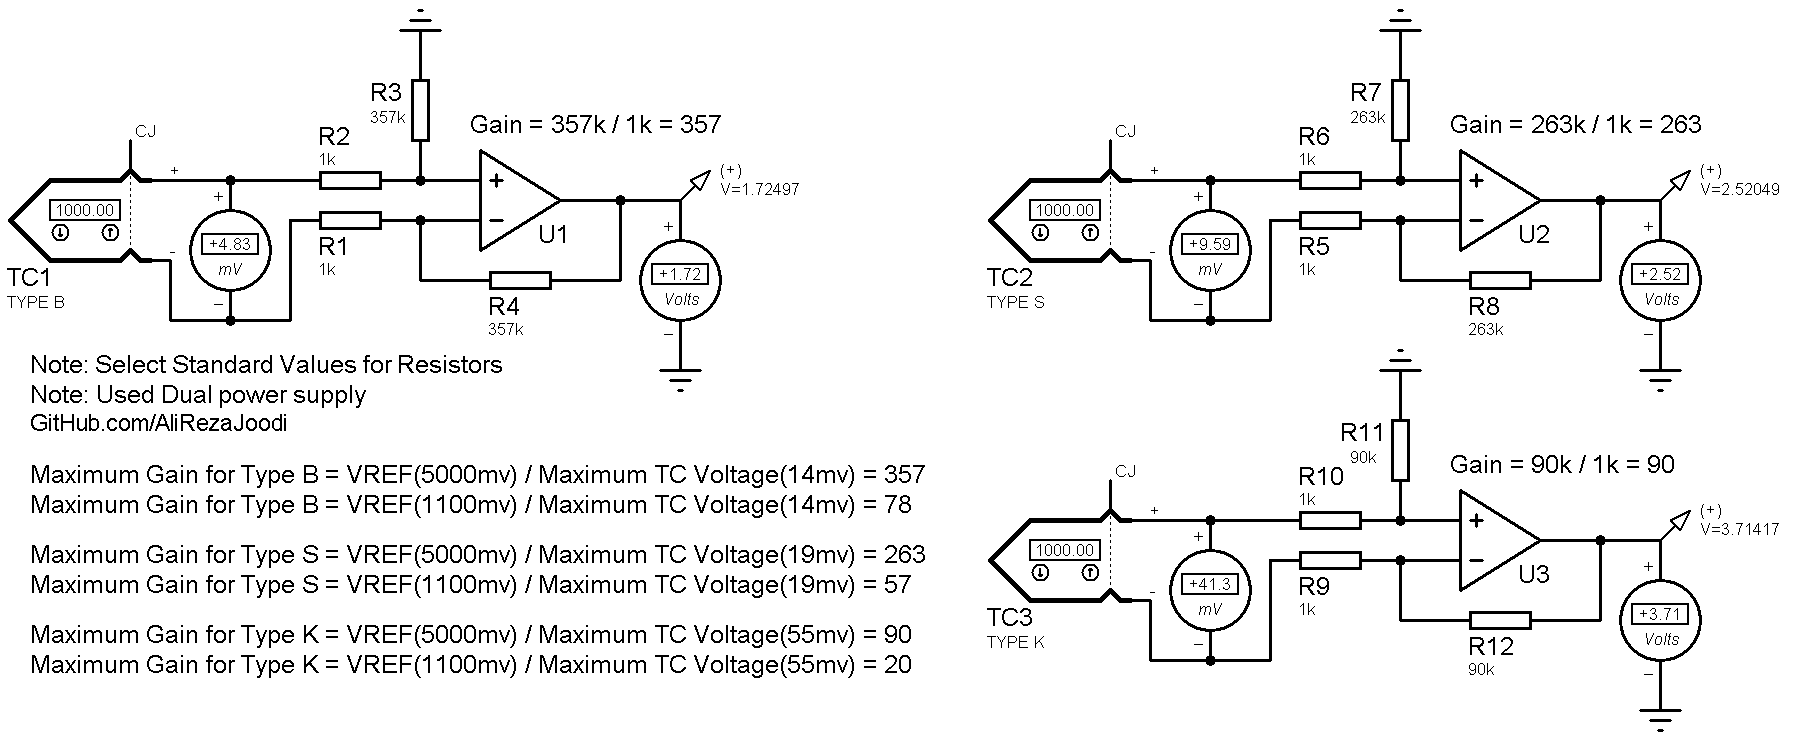 R3
357k
Gain = 357k / 1k = 357
CJ
R2
1k
+
(+)
V=1.72497
1000.00
+
+4.83
mV
−
R1
1k
+
−
U1
+
+1.72
Volts
−
-
TC1
TYPE B
R4
357k
R7
263k
Gain = 263k / 1k = 263
CJ
R6
1k
+
(+)
V=2.52049
1000.00
+
+9.59
mV
−
R5
1k
+
−
U2
+
+2.52
Volts
−
-
TC2
TYPE S
R8
263k
Note: Select Standard Values for Resistors
Note: Used Dual power supply
GitHub.com/AliRezaJoodi
Maximum Gain for Type B = VREF(5000mv) / Maximum TC Voltage(14mv) = 357
Maximum Gain for Type B = VREF(1100mv) / Maximum TC Voltage(14mv) = 78
Maximum Gain for Type S = VREF(5000mv) / Maximum TC Voltage(19mv) = 263
Maximum Gain for Type S = VREF(1100mv) / Maximum TC Voltage(19mv) = 57
Maximum Gain for Type K = VREF(5000mv) / Maximum TC Voltage(55mv) = 90
Maximum Gain for Type K = VREF(1100mv) / Maximum TC Voltage(55mv) = 20
R11
90k
Gain = 90k / 1k = 90
CJ
R10
1k
+
(+)
V=3.71417
1000.00
+
+41.3
mV
−
R9
1k
+
−
U3
+
+3.71
Volts
−
-
TC3
TYPE K
R12
90k